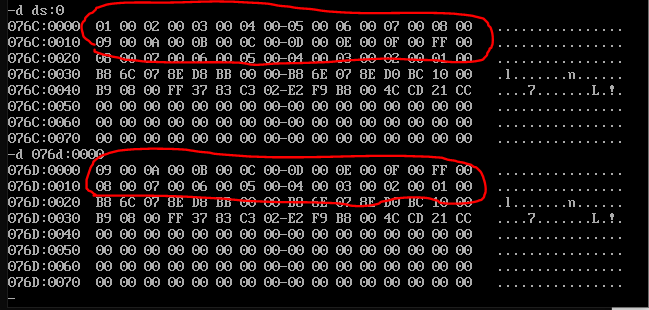 -d ds:0
076C:0000 01 00 02 00 03 00 04 00-05 00 06 00 07 00 08 00 ................
076C:0010 09 00 0A 00 0B 00 0C 00-0D 00 0E 00 0F 00 FF 00 ................
076C:0020 08 00 07 00 06 00 05 00-04 00 03 00 02 00 01 00 ................
076C:0030 B8 6C 07 8E D8 BB 00 00-B8 6E 07 8E D0 BC 10 00 .l.......n......
076C:0040 B9 08 00 FF 37 83 C3 02-E2 F9 B8 00 4C CD 21 CC ....7.......L.!.
076C:0050 00 00 00 00 00 00 00 00-00 00 00 00 00 00 00 00 ................
076C:0060 00 00 00 00 00 00 00 00-00 00 00 00 00 00 00 00 ................
076C:0070 00 00 00 00 00 00 00 00-00 00 00 00 00 00 00 00 ................
-d 076d:0000
076D:0000 09 00 0A 00 0B 00 0C 00-0D 00 0E 00 0F 00 FF 00 ................
076D:0010 08 00 07 00 06 00 05 00-04 00 03 00 02 00 01 00 ................
076D:0020 B8 6C 07 8E D8 BB 00 00-B8 6E 07 8E D0 BC 10 00 .l.......n......
076D:0030 B9 08 00 FF 37 83 C3 02-E2 F9 B8 00 4C CD 21 CC ....7.......L.!.
076D:0040 00 00 00 00 00 00 00 00-00 00 00 00 00 00 00 00 ................
076D:0050 00 00 00 00 00 00 00 00-00 00 00 00 00 00 00 00 ................
076D:0060 00 00 00 00 00 00 00 00-00 00 00 00 00 00 00 00 ................
076D:0070 00 00 00 00 00 00 00 00-00 00 00 00 00 00 00 00 ................
-